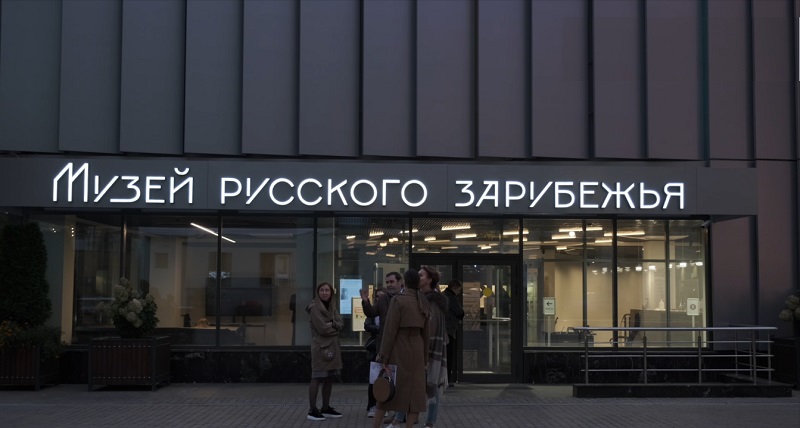 Музей русского зарубежья